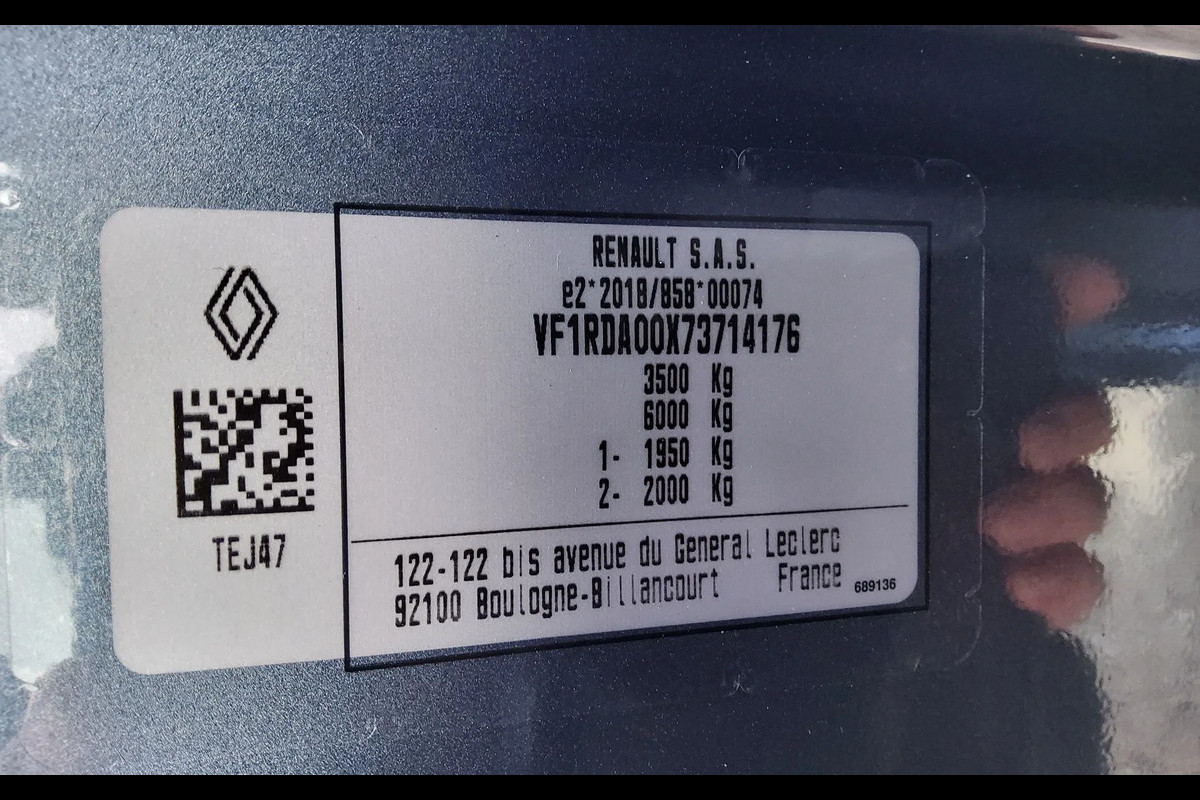 RENAULT S.A.S.
e2*2018/858*00074
VF1RDA00X73714176
3500 Kg
6000 Kg
1- 1950 Kg
2- 2000 Kg
TEJ47
122-122 bis avenue du General Leclerc
92100 Boulogne-Billancourt France
689136